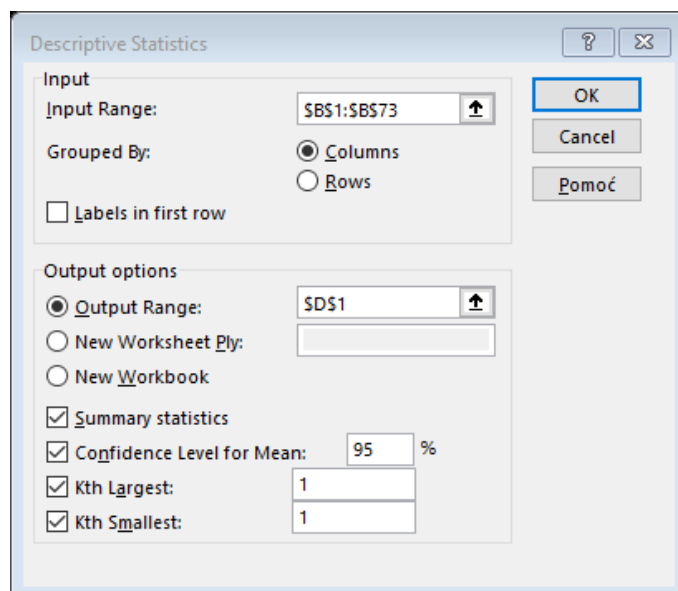 Descriptive Statistics
Input
Input Range: $B$1:$B$73
Grouped By: Columns
Rows
Labels in first row
OK
Cancel
Pomoć
Output options
Output Range: $D$1
New Worksheet Ply:
New Workbook
Summary statistics
Confidence Level for Mean: 95 %
Kth Largest: 1
Kth Smallest: 1